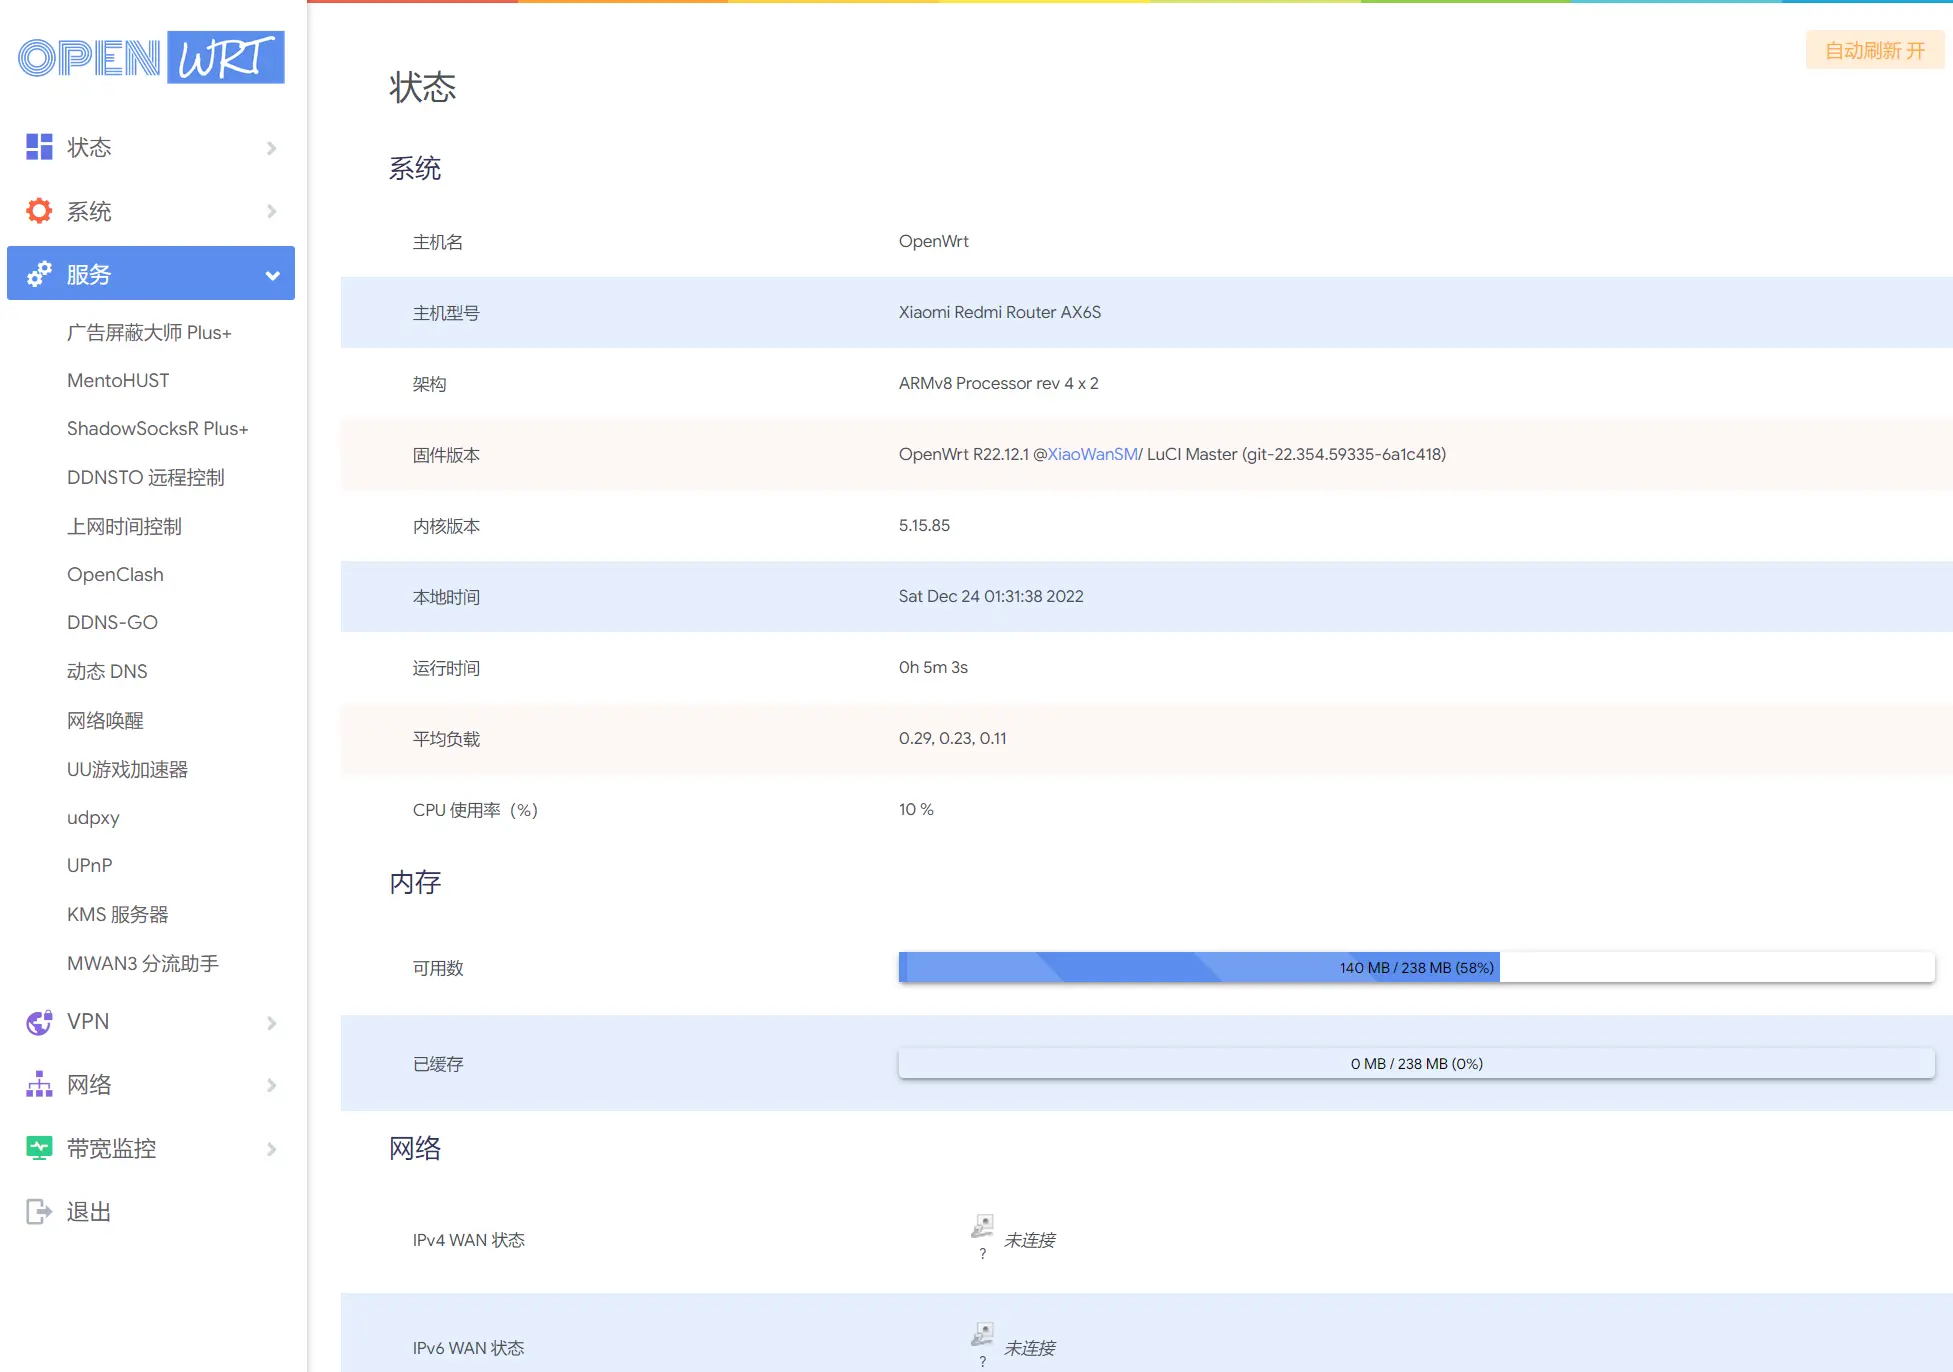 OPENWRT
自动刷新 开
状态
系统
服务
广告屏蔽大师 Plus+
MentoHUST
ShadowSocksR Plus+
DDNSTO 远程控制
上网时间控制
OpenClash
DDNS-GO
动态 DNS
网络唤醒
UU游戏加速器
udpxy
UPnP
KMS 服务器
MWAN3 分流助手
VPN
网络
带宽监控
退出
状态
系统
主机名 OpenWrt
主机型号 Xiaomi Redmi Router AX6S
架构 ARMv8 Processor rev 4 x 2
固件版本 OpenWrt R22.12.1 @XiaoWanSM/ LuCI Master (git-22.354.59335-6a1c418)
内核版本 5.15.85
本地时间 Sat Dec 24 01:31:38 2022
运行时间 0h 5m 3s
平均负载 0.29, 0.23, 0.11
CPU 使用率（%） 10 %
内存
可用数 140 MB / 238 MB (58%)
已缓存 0 MB / 238 MB (0%)
网络
IPv4 WAN 状态 ? 未连接
IPv6 WAN 状态 ? 未连接